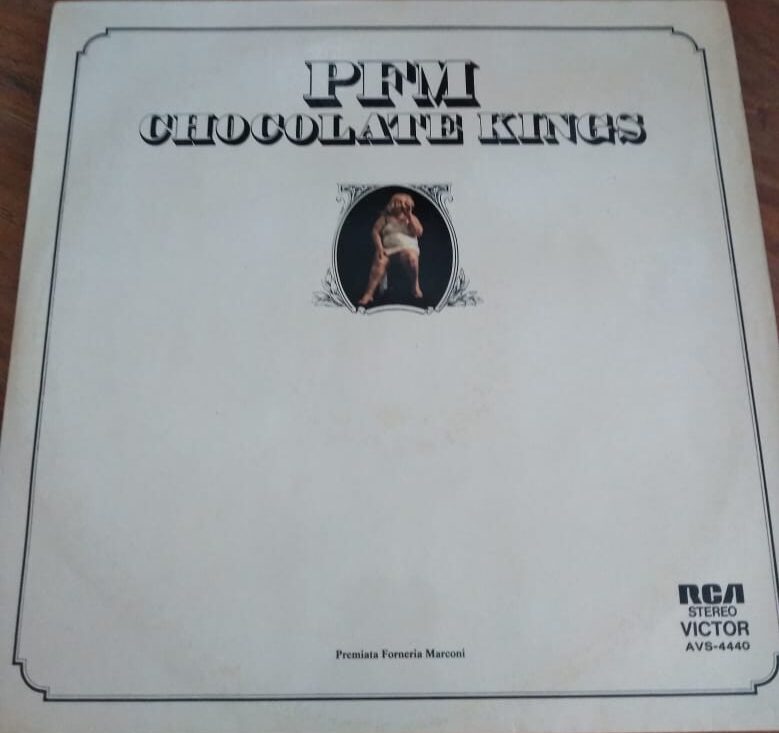 PFM
CHOCOLATE KINGS
RCA
STEREO
VICTOR
AVS-4440
Premiata Forneria Marconi